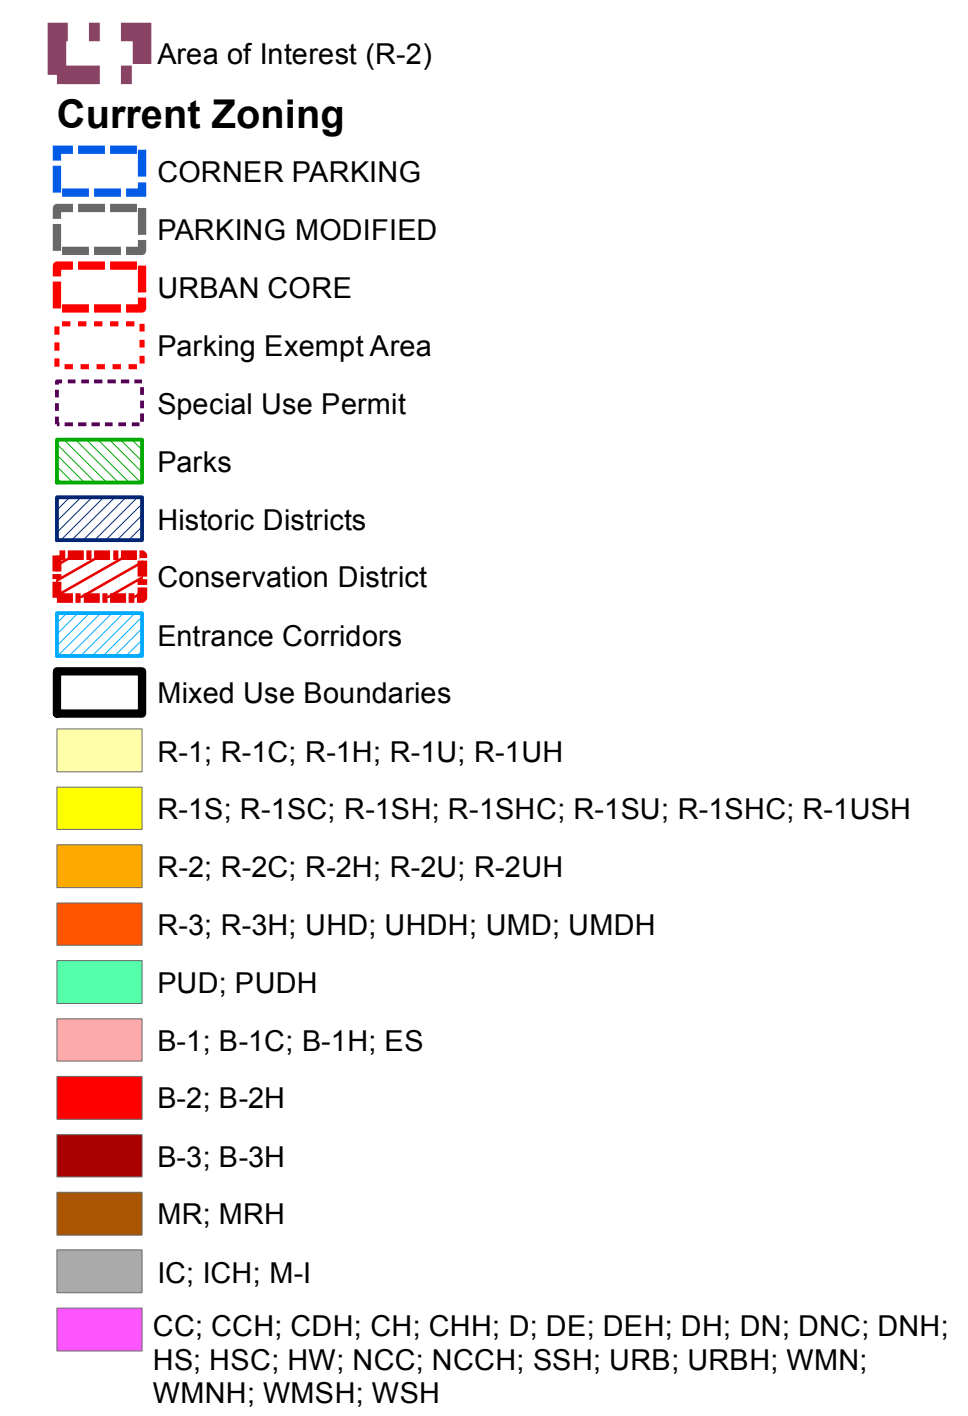 Area of Interest (R-2)
Current Zoning
CORNER PARKING
PARKING MODIFIED
URBAN CORE
Parking Exempt Area
Special Use Permit
Parks
Historic Districts
Conservation District
Entrance Corridors
Mixed Use Boundaries
R-1; R-1C; R-1H; R-1U; R-1UH
R-1S; R-1SC; R-1SH; R-1SHC; R-1SU; R-1SHC; R-1USH
R-2; R-2C; R-2H; R-2U; R-2UH
R-3; R-3H; UHD; UHDH; UMD; UMDH
PUD; PUDH
B-1; B-1C; B-1H; ES
B-2; B-2H
B-3; B-3H
MR; MRH
IC; ICH; M-I
CC; CCH; CDH; CH; CHH; D; DE; DEH; DH; DN; DNC; DNH;
HS; HSC; HW; NCC; NCCH; SSH; URB; URBH; WMN;
WMNH; WMSH; WSH